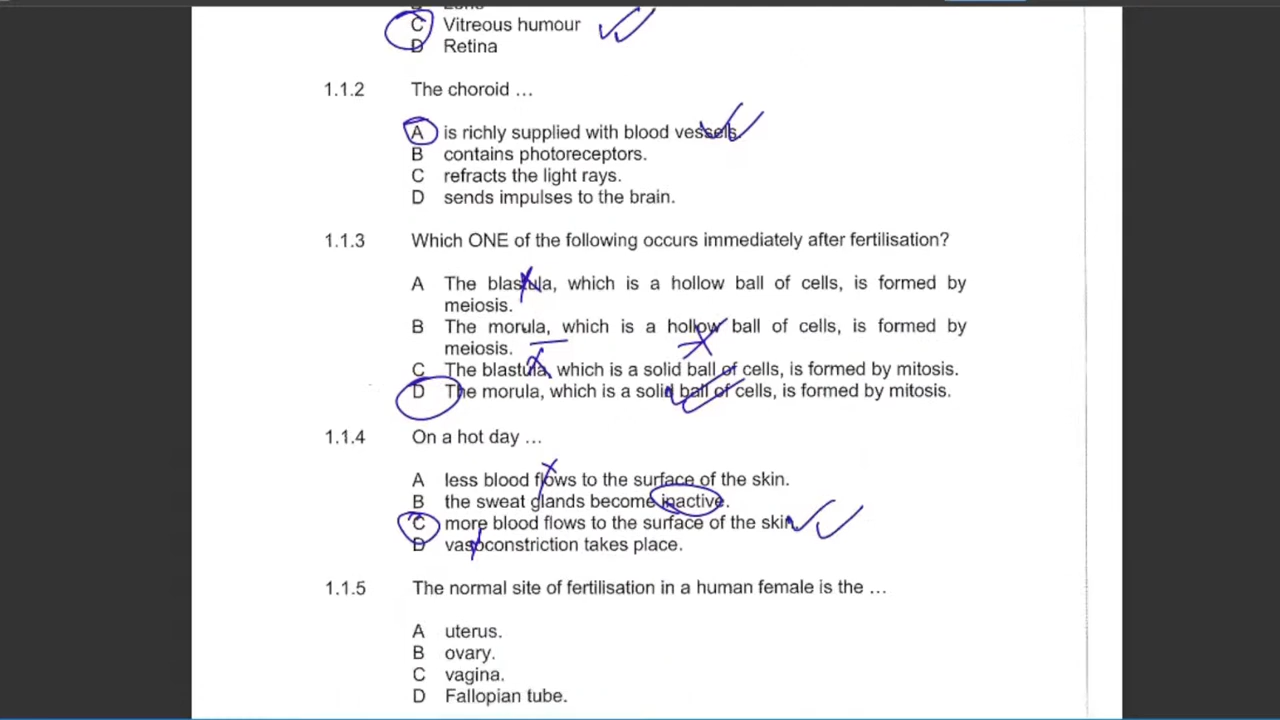 C Vitreous humour
D Retina
1.1.2 The choroid …
A is richly supplied with blood vessels.
B contains photoreceptors.
C refracts the light rays.
D sends impulses to the brain.
1.1.3 Which ONE of the following occurs immediately after fertilisation?
A The blastula, which is a hollow ball of cells, is formed by
meiosis.
B The morula, which is a hollow ball of cells, is formed by
meiosis.
C The blastula, which is a solid ball of cells, is formed by mitosis.
D The morula, which is a solid ball of cells, is formed by mitosis.
1.1.4 On a hot day …
A less blood flows to the surface of the skin.
B the sweat glands become inactive.
C more blood flows to the surface of the skin.
D vasoconstriction takes place.
1.1.5 The normal site of fertilisation in a human female is the …
A uterus.
B ovary.
C vagina.
D Fallopian tube.